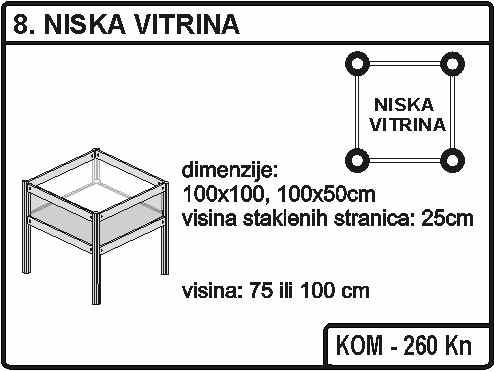 8. NISKA VITRINA
NISKA
VITRINA
dimenzije:
100x100, 100x50cm
visina staklenih stranica: 25cm
visina: 75 ili 100 cm
KOM - 260 Kn